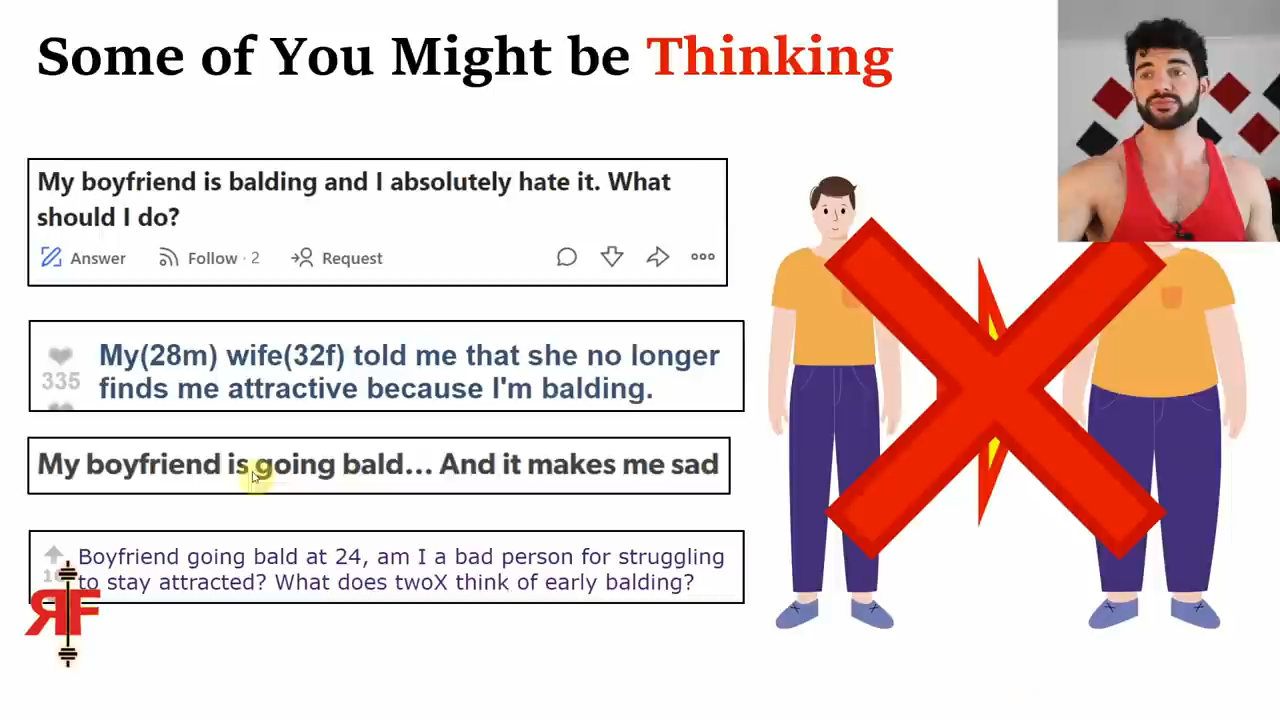 Some of You Might be Thinking
My boyfriend is balding and I absolutely hate it. What
should I do?
Answer Follow · 2 Request
335 My(28m) wife(32f) told me that she no longer
finds me attractive because I'm balding.
My boyfriend is going bald... And it makes me sad
Boyfriend going bald at 24, am I a bad person for struggling
to stay attracted? What does twoX think of early balding?
RF